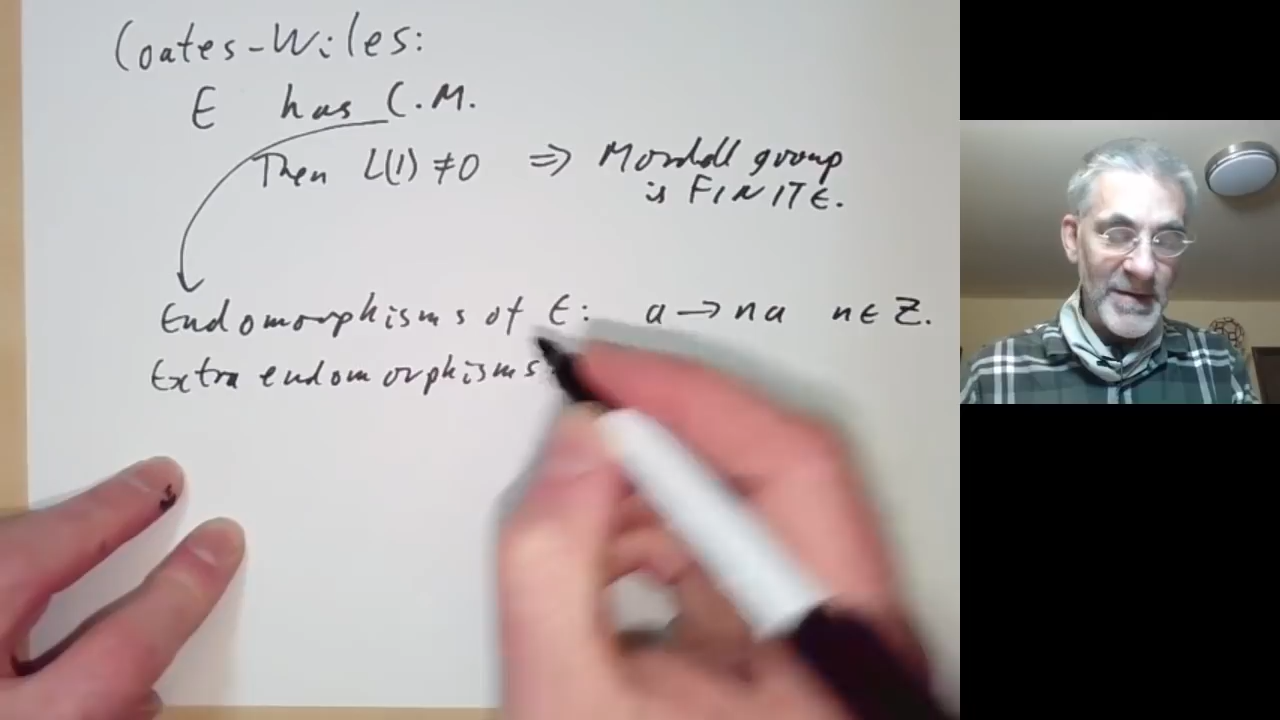 Coates-Wiles:
E has C.M.
Then L(1) ≠ 0 ⇒ Mordell group
is FINITE.
Endomorphisms of E: a → na n ∈ Z.
Extra endomorphisms